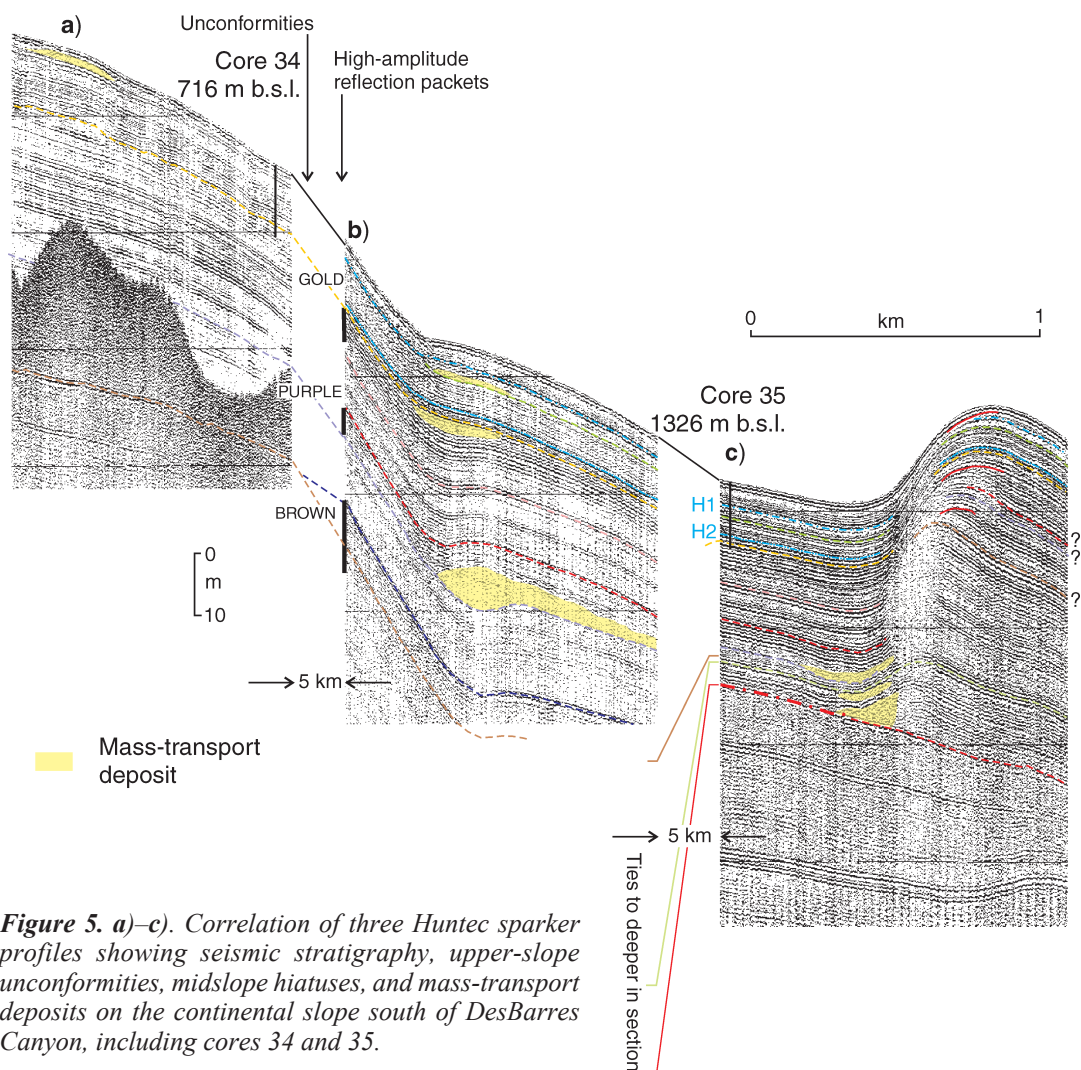 a)
Unconformities
Core 34
716 m b.s.l.
High-amplitude
reflection packets
b)
GOLD
PURPLE
BROWN
0
m
10
5 km
0
km
1
Core 35
1326 m b.s.l.
c)
H1
H2
?
?
?
Mass-transport
deposit
5 km
Ties to deeper in section
Figure 5. a)–c). Correlation of three Huntec sparker
profiles showing seismic stratigraphy, upper-slope
unconformities, midslope hiatuses, and mass-transport
deposits on the continental slope south of DesBarres
Canyon, including cores 34 and 35.